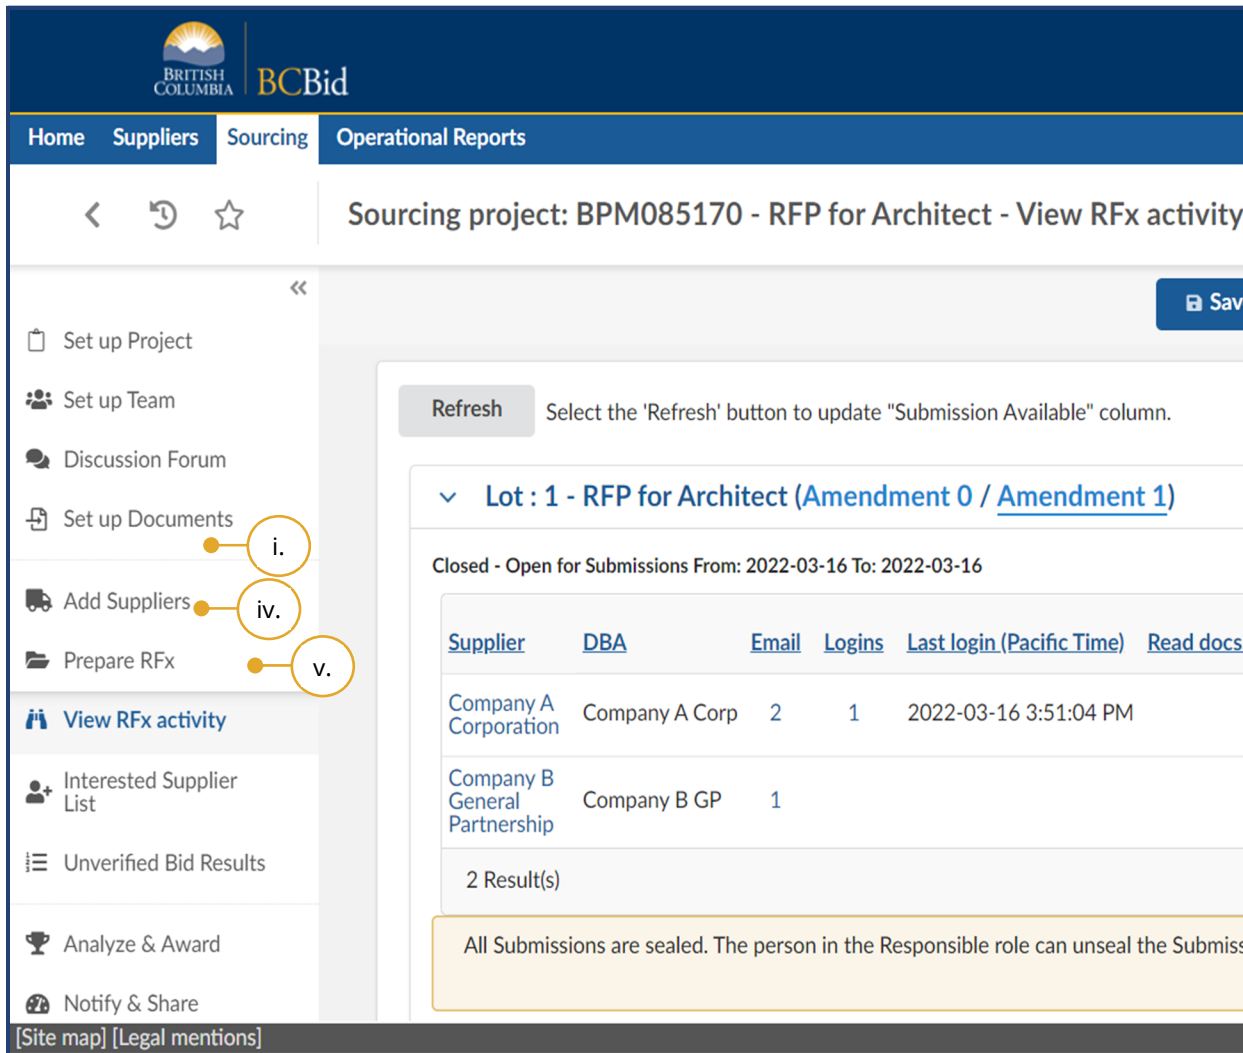 BRITISH
COLUMBIA
BCBid
Home Suppliers Sourcing Operational Reports
Sourcing project: BPM085170 - RFP for Architect - View RFx activity
Sav
Set up Project
Set up Team
Discussion Forum
Set up Documents
i.
Add Suppliers
iv.
Prepare RFx
v.
View RFx activity
Interested Supplier
List
Unverified Bid Results
Analyze & Award
Notify & Share
Refresh Select the 'Refresh' button to update "Submission Available" column.
Lot : 1 - RFP for Architect (Amendment 0 / Amendment 1)
Closed - Open for Submissions From: 2022-03-16 To: 2022-03-16
Supplier DBA Email Logins Last login (Pacific Time) Read docs
Company A
Corporation
Company A Corp 2 1 2022-03-16 3:51:04 PM
Company B
General
Partnership
Company B GP 1
2 Result(s)
All Submissions are sealed. The person in the Responsible role can unseal the Submiss
[Site map] [Legal mentions]